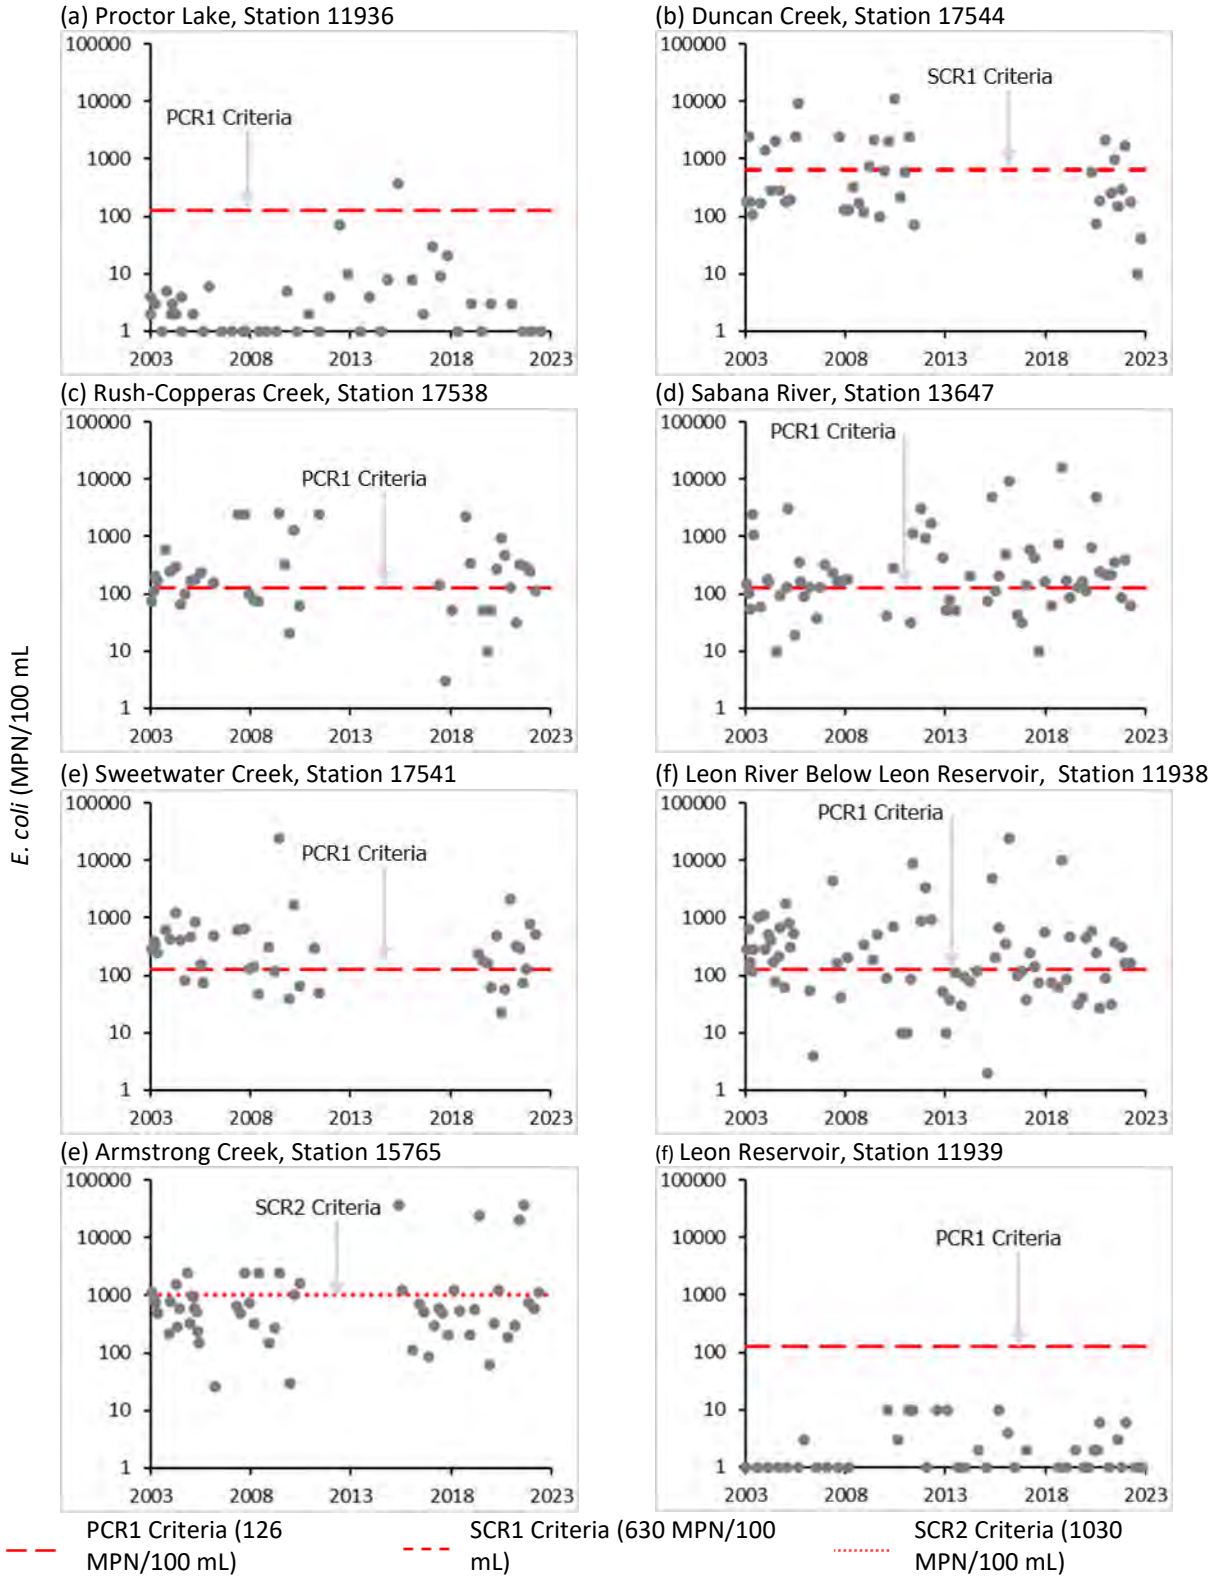 (a) Proctor Lake, Station 11936
100000
10000
1000
100
10
1
PCR1 Criteria
2003 2008 2013 2018 2023
(b) Duncan Creek, Station 17544
100000
10000
1000
100
10
1
SCR1 Criteria
2003 2008 2013 2018 2023
(c) Rush-Copperas Creek, Station 17538
100000
10000
1000
100
10
1
PCR1 Criteria
2003 2008 2013 2018 2023
(d) Sabana River, Station 13647
100000
10000
1000
100
10
1
PCR1 Criteria
2003 2008 2013 2018 2023
E. coli (MPN/100 mL
(e) Sweetwater Creek, Station 17541
100000
10000
1000
100
10
1
PCR1 Criteria
2003 2008 2013 2018 2023
(f) Leon River Below Leon Reservoir, Station 11938
100000
10000
1000
100
10
1
PCR1 Criteria
2003 2008 2013 2018 2023
(e) Armstrong Creek, Station 15765
100000
10000
1000
100
10
1
SCR2 Criteria
2003 2008 2013 2018 2023
(f) Leon Reservoir, Station 11939
100000
10000
1000
100
10
1
PCR1 Criteria
2003 2008 2013 2018 2023
PCR1 Criteria (126
MPN/100 mL)
SCR1 Criteria (630 MPN/100
mL)
SCR2 Criteria (1030
MPN/100 mL)